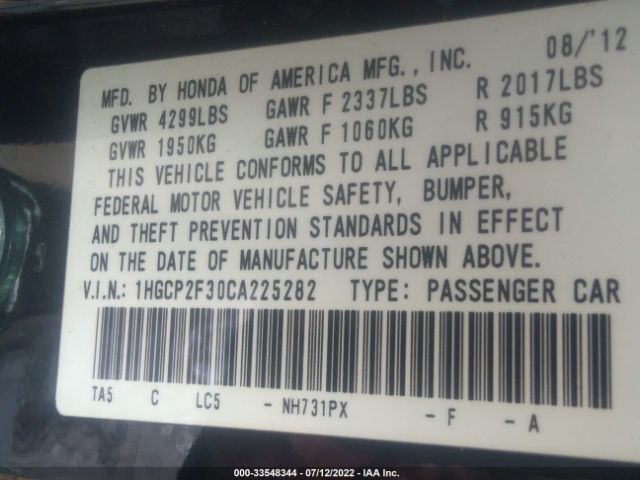 08/'12
MFD. BY HONDA OF AMERICA MFG., INC.
GVWR 4299LBS GAWR F 2337LBS R 2017LBS
GVWR 1950KG GAWR F 1060KG R 915KG
THIS VEHICLE CONFORMS TO ALL APPLICABLE
FEDERAL MOTOR VEHICLE SAFETY, BUMPER,
AND THEFT PREVENTION STANDARDS IN EFFECT
ON THE DATE OF MANUFACTURE SHOWN ABOVE.
V.I.N.: 1HGCP2F30CA225282 TYPE: PASSENGER CAR
TA5 C LC5 - NH731PX - F - A
000-33548344 / 07/12/2022 - IAA Inc.